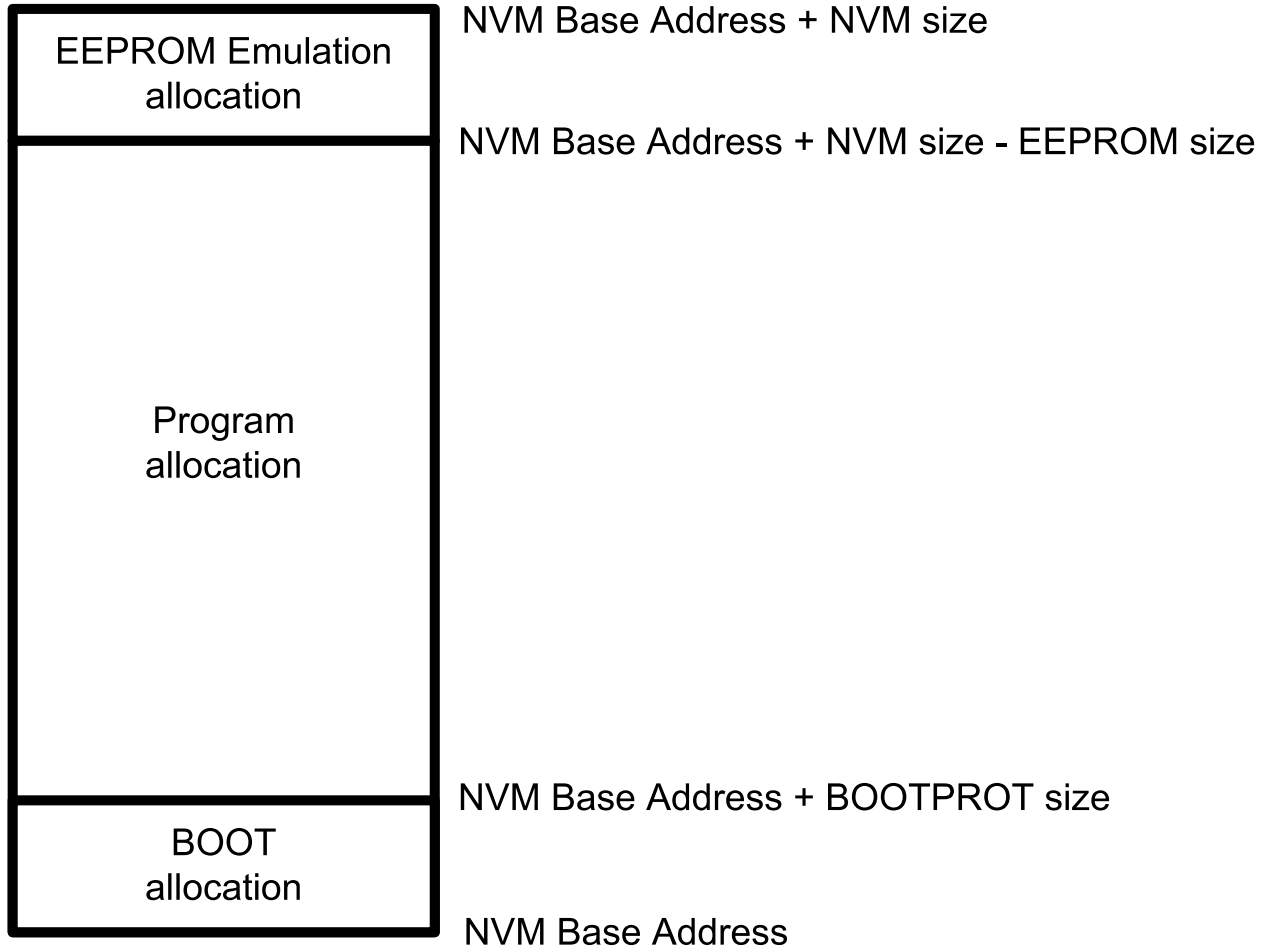 NVM Base Address + NVM size
EEPROM Emulation
allocation
NVM Base Address + NVM size - EEPROM size
Program
allocation
NVM Base Address + BOOTPROT size
BOOT
allocation
NVM Base Address